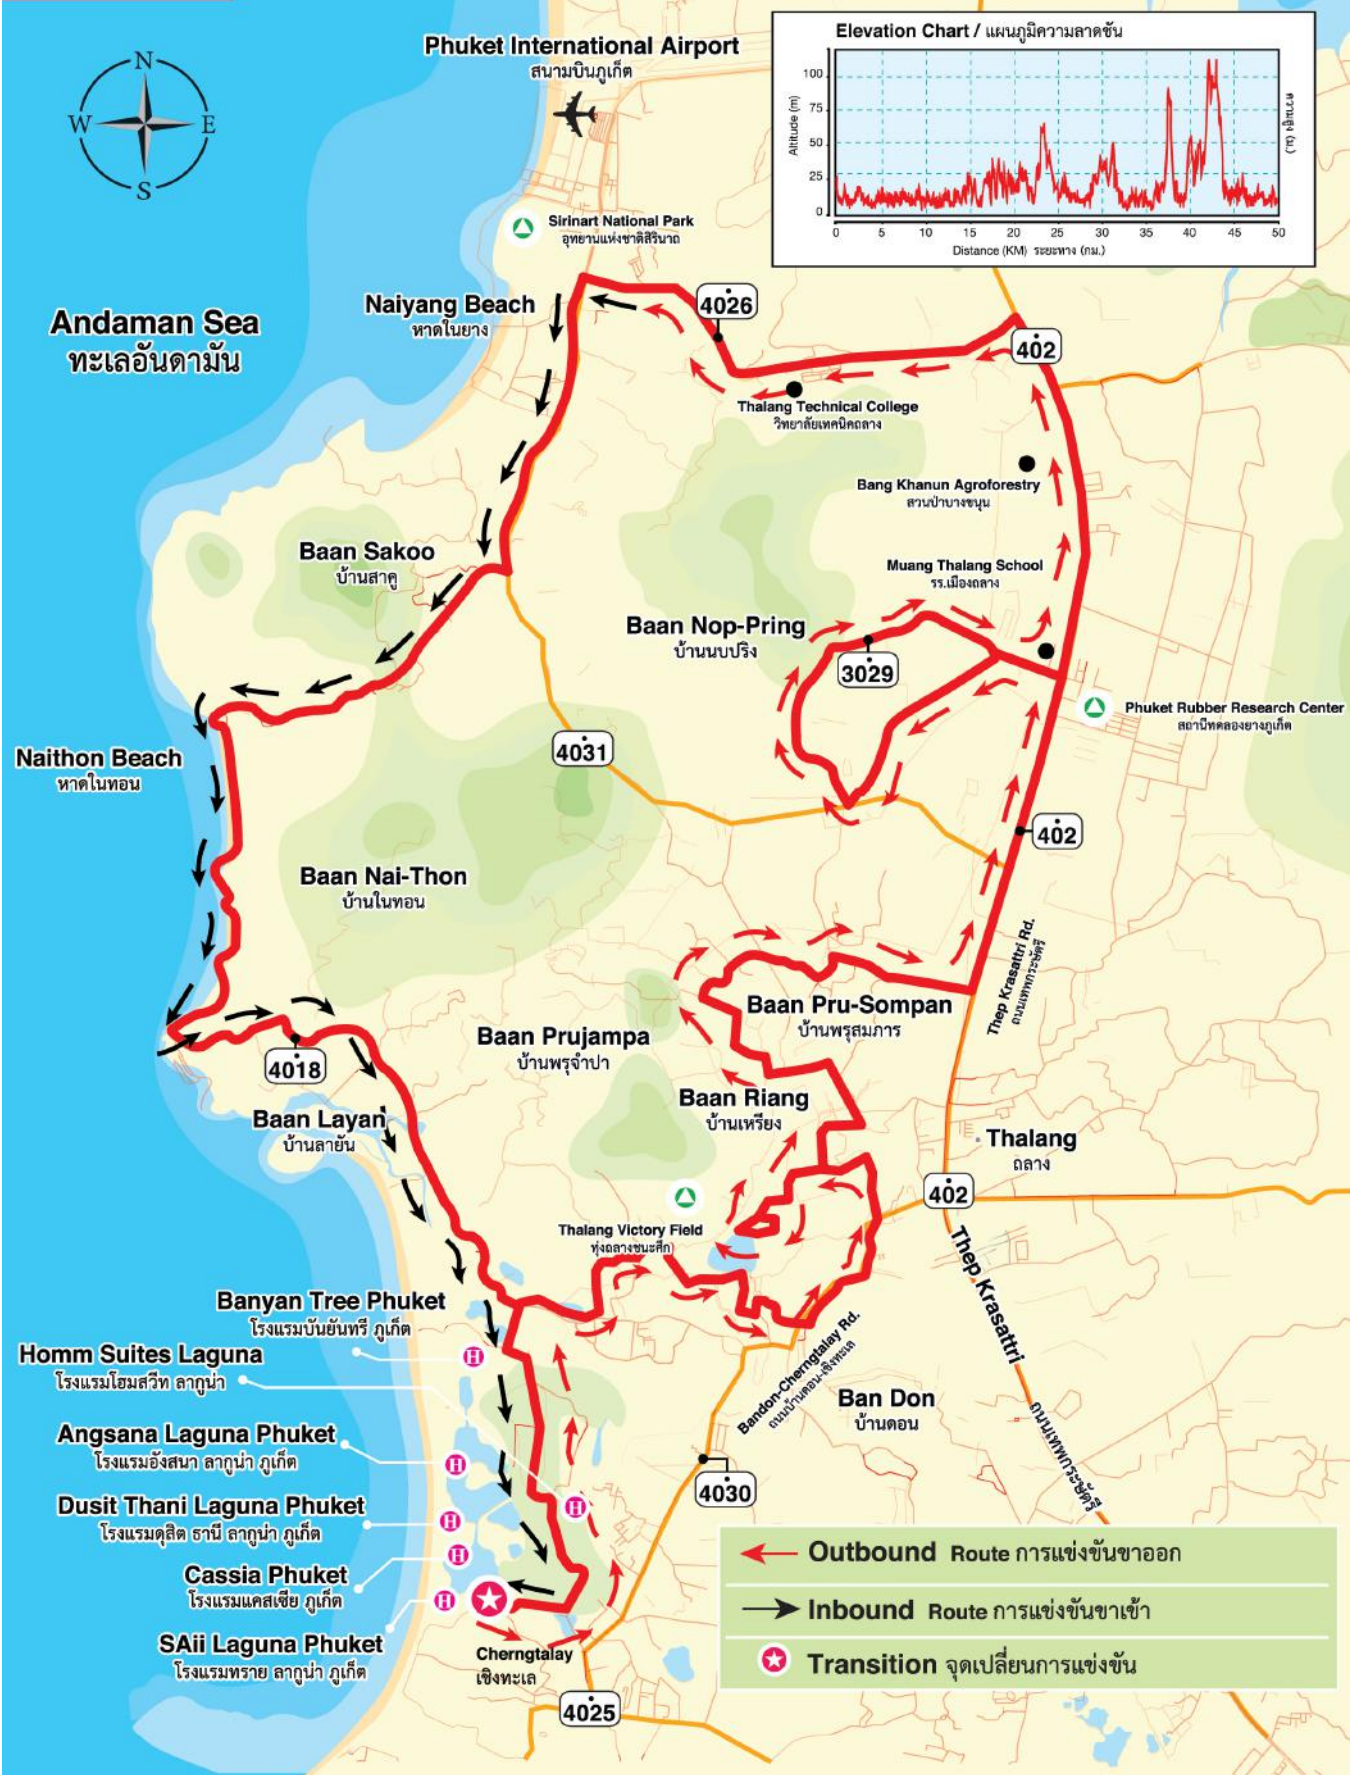 Elevation Chart / แผนภูมิความลาดชัน
Altitude (m)
100
75
50
25
0
ความสูง (ม.)
0 5 10 15 20 25 30 35 40 45 50
Distance (KM) ระยะทาง (กม.)
N
W
E
S
Phuket International Airport
สนามบินภูเก็ต
Sirinart National Park
อุทยานแห่งชาติสิรินาถ
Naiyang Beach
หาดในยาง
Andaman Sea
ทะเลอันดามัน
4026
402
Thalang Technical College
วิทยาลัยเทคนิคถลาง
Bang Khanun Agroforestry
สวนป่าบางขนุน
Baan Sakoo
บ้านสาคู
Muang Thalang School
รร.เมืองถลาง
Baan Nop-Pring
บ้านนบปริง
3029
Phuket Rubber Research Center
สถานีทดลองยางภูเก็ต
Naithon Beach
หาดในทอน
4031
402
Baan Nai-Thon
บ้านในทอน
Thep Krasattri Rd.
ถนนเทพกระษัตรี
Baan Pru-Sompan
บ้านพรุสมภาร
Baan Prujampa
บ้านพรุจำปา
4018
Baan Riang
บ้านเหรียง
Baan Layan
บ้านลายัน
Thalang
ถลาง
402
Thalang Victory Field
ทุ่งถลางชนะศึก
Thep Krasattri
ถนนเทพกระษัตรี
Banyan Tree Phuket
โรงแรมบันยันทรี ภูเก็ต
H
Homm Suites Laguna
โรงแรมโฮมสวีท ลากูน่า
Bandon-Cherngtalay Rd.
ถนนบ้านดอน-เชิงทะเล
Ban Don
บ้านดอน
Angsana Laguna Phuket
โรงแรมอังสนา ลากูน่า ภูเก็ต
H
4030
Dusit Thani Laguna Phuket
โรงแรมดุสิต ธานี ลากูน่า ภูเก็ต
H
H
Cassia Phuket
โรงแรมแคสเซีย ภูเก็ต
H
SAii Laguna Phuket
โรงแรมทราย ลากูน่า ภูเก็ต
H
Cherngtalay
เชิงทะเล
4025
Outbound Route การแข่งขันขาออก
Inbound Route การแข่งขันขาเข้า
Transition จุดเปลี่ยนการแข่งขัน